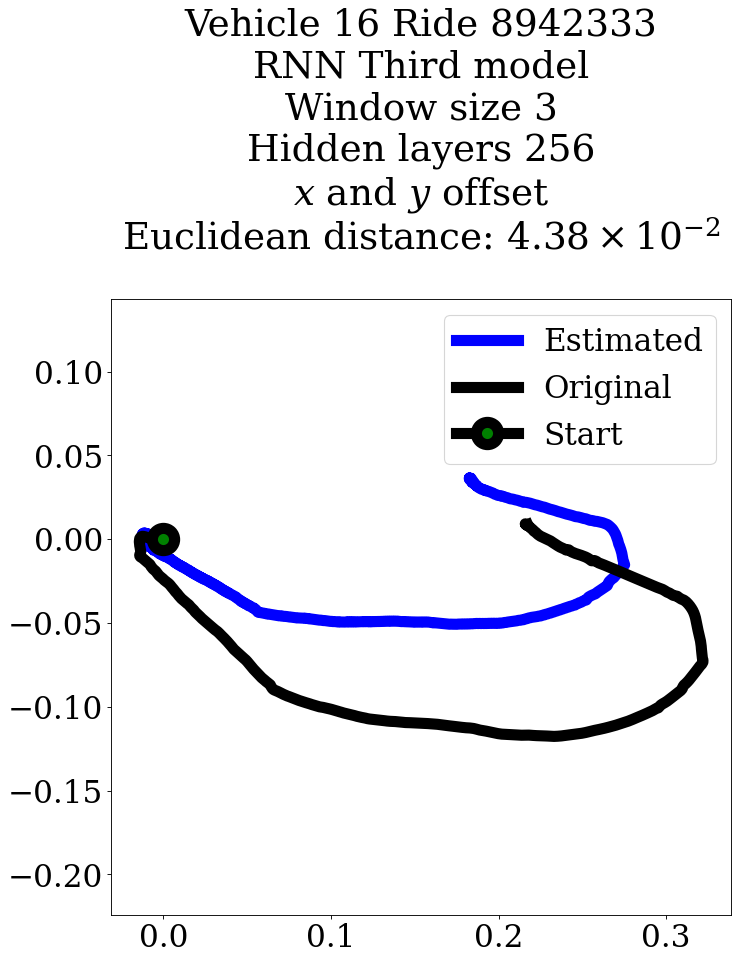 Vehicle 16 Ride 8942333
RNN Third model
Window size 3
Hidden layers 256
x and y offset
Euclidean distance: 4.38 × 10⁻²
Estimated
Original
Start
0.10
0.05
0.00
−0.05
−0.10
−0.15
−0.20
0.0 0.1 0.2 0.3